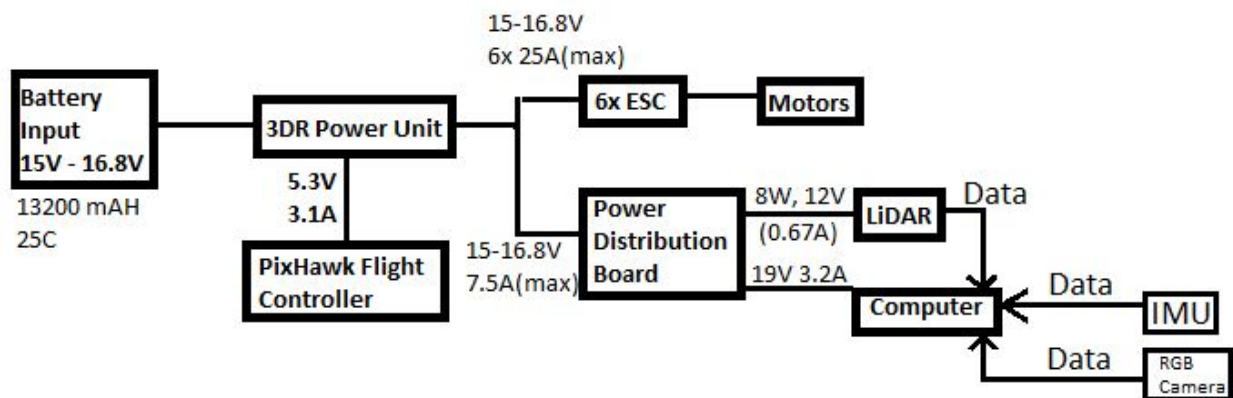 15-16.8V
6x 25A(max)
Battery
Input
15V - 16.8V
13200 mAH
25C
3DR Power Unit
6x ESC
Motors
5.3V
3.1A
PixHawk Flight
Controller
15-16.8V
7.5A(max)
Power
Distribution
Board
8W, 12V
(0.67A)
19V 3.2A
LiDAR
Data
Computer
Data
IMU
Data
RGB
Camera